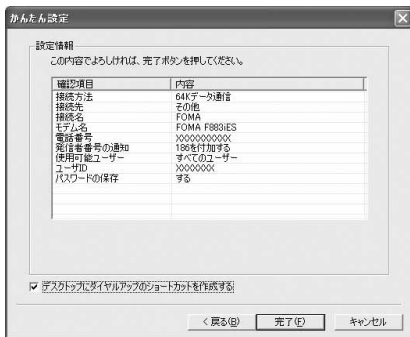 かんたん設定
設定情報
この内容でよろしければ、完了ボタンを押してください。
確認項目 内容
接続方法 64Kデータ通信
接続先 その他
接続名 FOMA
モデム名 FOMA F883iES
電話番号 XXXXXXXXXX
発信者番号の通知 186を付加する
使用可能ユーザー すべてのユーザー
ユーザID XXXXXXX
パスワードの保存 する
デスクトップにダイヤルアップのショートカットを作成する
< 戻る(B) 完了(F) キャンセル